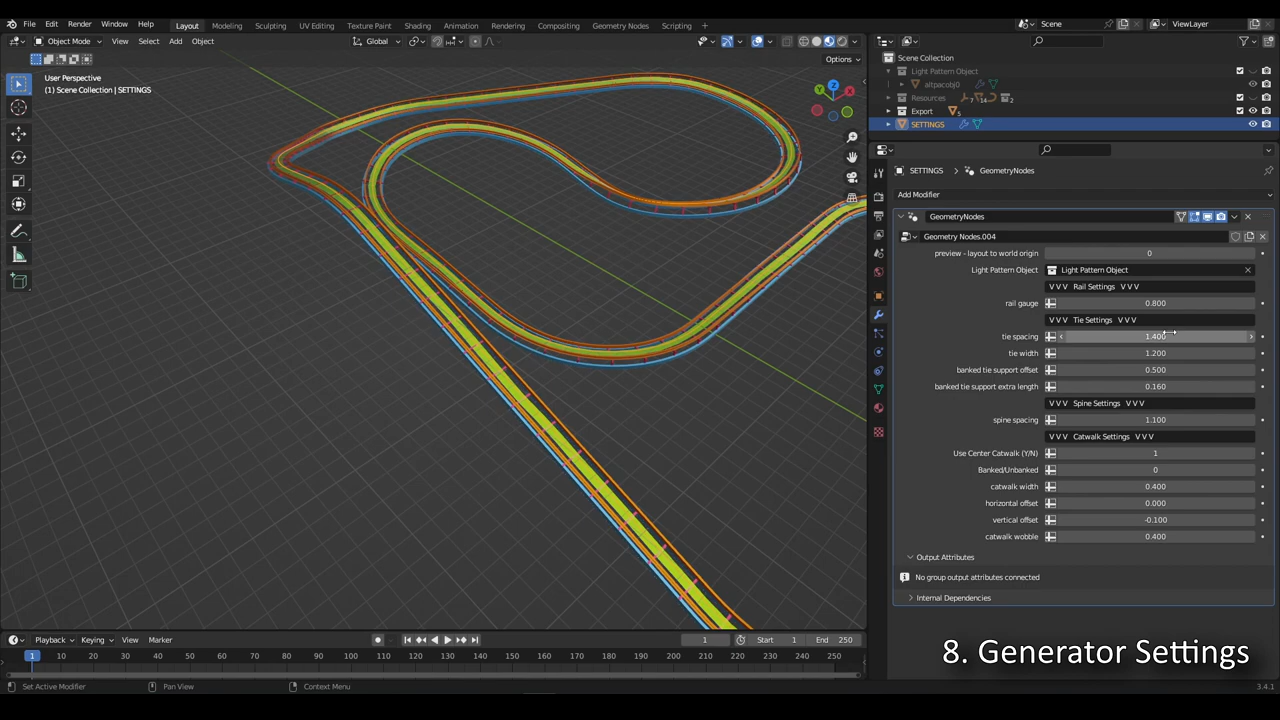 File Edit Render Window Help Layout Modeling Sculpting UV Editing Texture Paint Shading Animation Rendering Compositing Geometry Nodes Scripting + Scene ViewLayer
Object Mode View Select Add Object Global
Options
User Perspective
(1) Scene Collection | SETTINGS
Z
Y
X
Scene Collection
Light Pattern Object
altpacobj0
Resources 7 14 2
Export 5
SETTINGS
SETTINGS > GeometryNodes
Add Modifier
GeometryNodes
Geometry Nodes.004
preview - layout to world origin 0
Light Pattern Object Light Pattern Object
V V V Rail Settings V V V
rail gauge 0.800
V V V Tie Settings V V V
tie spacing 1.400
tie width 1.200
banked tie support offset 0.500
banked tie support extra length 0.160
V V V Spine Settings V V V
spine spacing 1.100
V V V Catwalk Settings V V V
Use Center Catwalk (Y/N) 1
Banked/Unbanked 0
catwalk width 0.400
horizontal offset 0.000
vertical offset -0.100
catwalk wobble 0.400
Output Attributes
No group output attributes connected
Internal Dependencies
8. Generator Settings
Playback Keying View Marker 1 Start 1 End 250
1 10 20 30 40 50 60 70 80 90 100 110 120 130 140 150 160 170 180 190 200 210 220 230 240 250
Set Active Modifier Pan View Context Menu 3.4.1